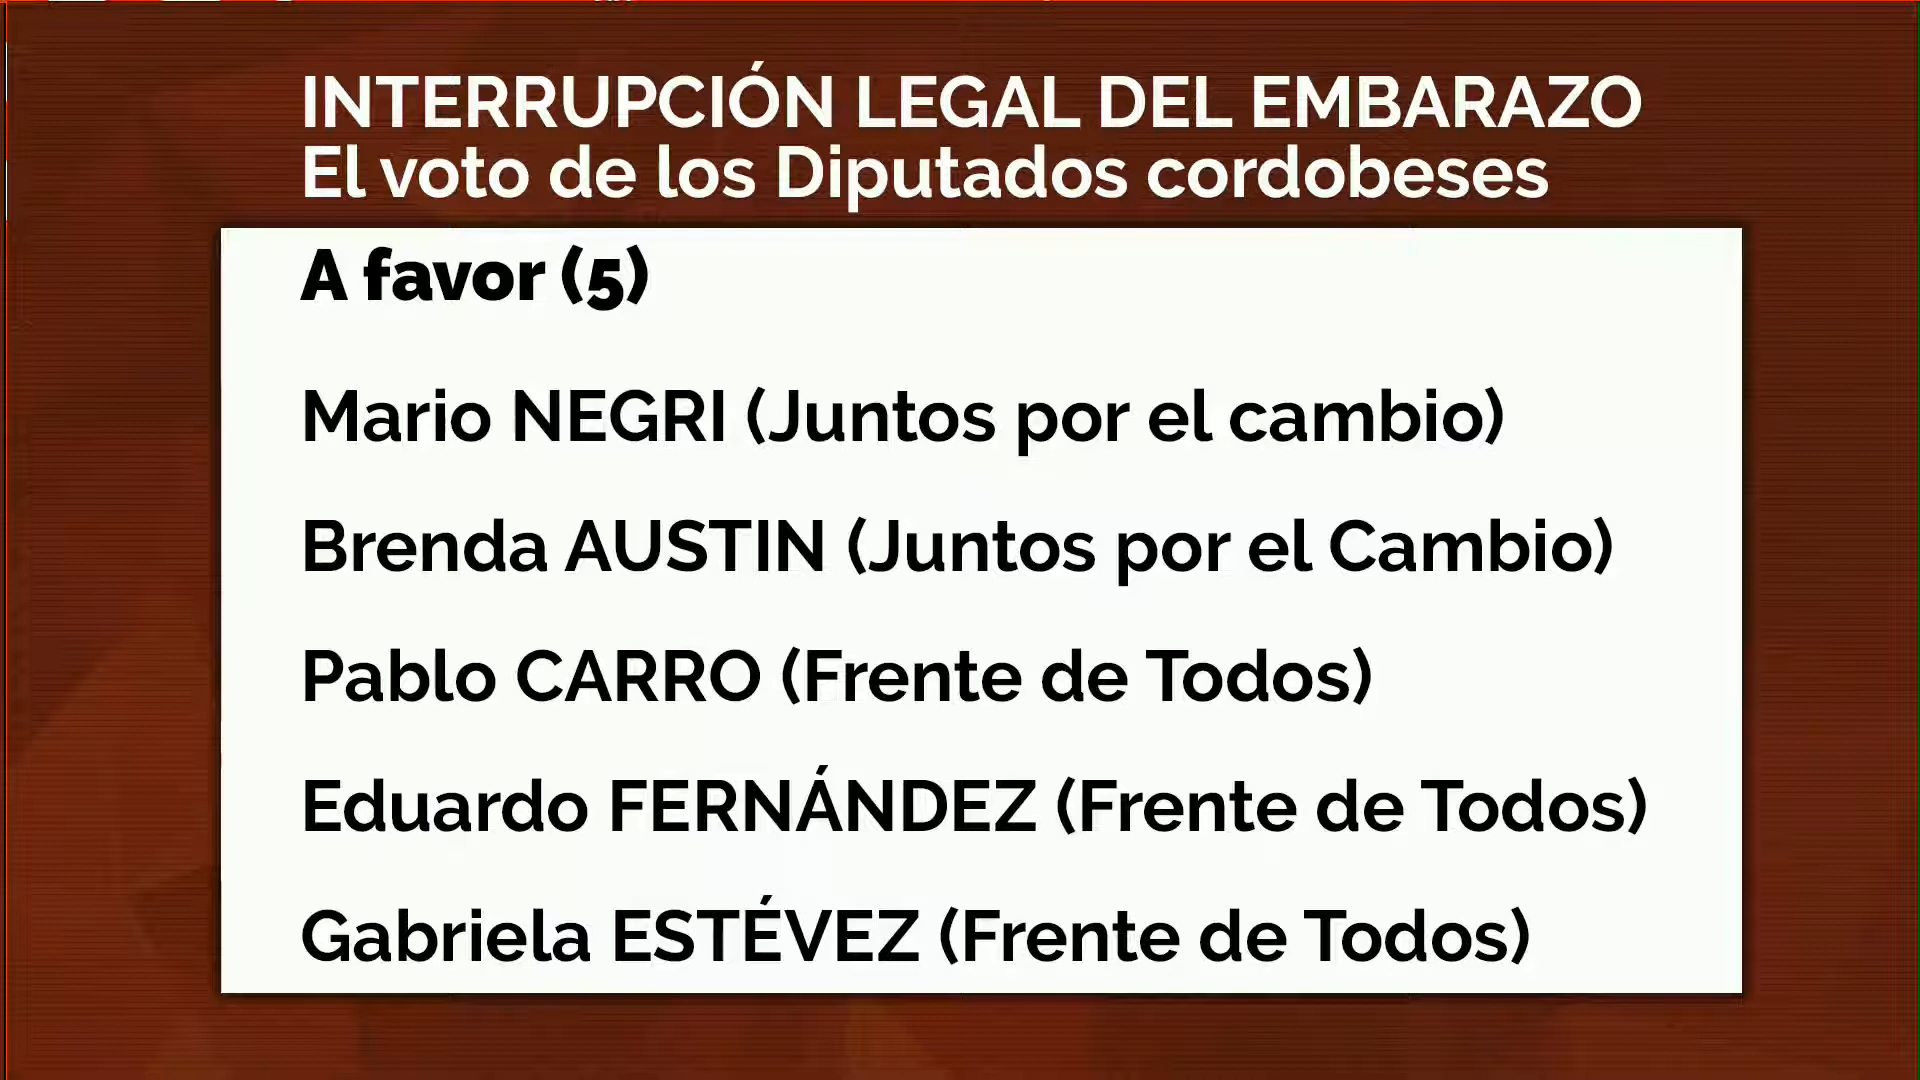 INTERRUPCIÓN LEGAL DEL EMBARAZO
El voto de los Diputados cordobeses
A favor (5)
Mario NEGRI (Juntos por el cambio)
Brenda AUSTIN (Juntos por el Cambio)
Pablo CARRO (Frente de Todos)
Eduardo FERNÁNDEZ (Frente de Todos)
Gabriela ESTÉVEZ (Frente de Todos)